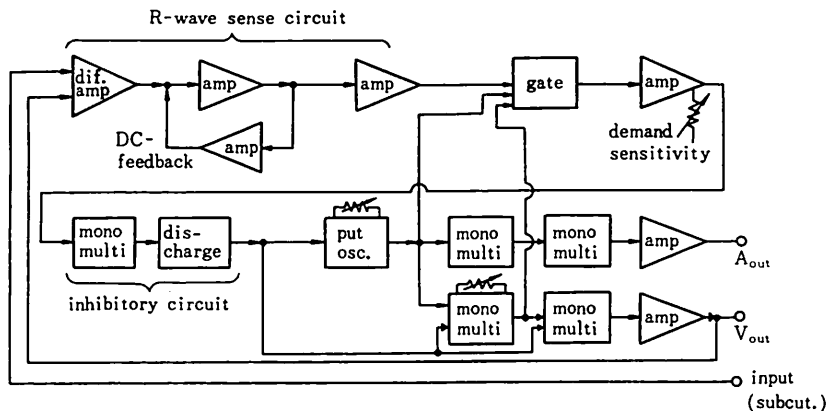 R-wave sense circuit
dif.
amp
amp
amp
gate
amp
DC-
feedback
amp
demand
sensitivity
mono
multi
dis-
charge
put
osc.
mono
multi
mono
multi
amp
Aout
inhibitory circuit
mono
multi
mono
multi
amp
Vout
input
(subcut.)